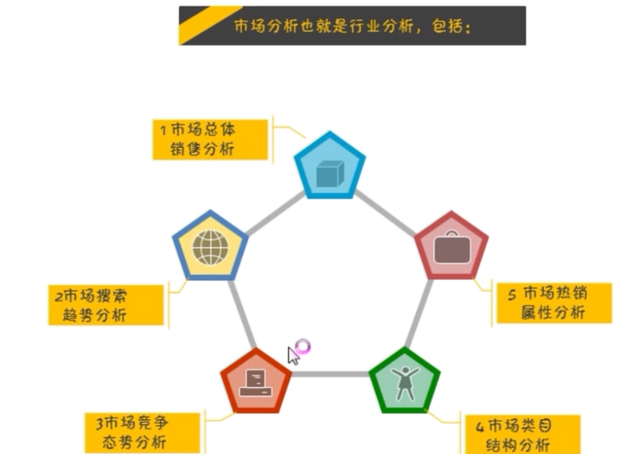 市场分析也就是行业分析，包括：
1市场总体
销售分析
2市场搜索
趋势分析
3市场竞争
态势分析
4市场类目
结构分析
5 市场热销
属性分析